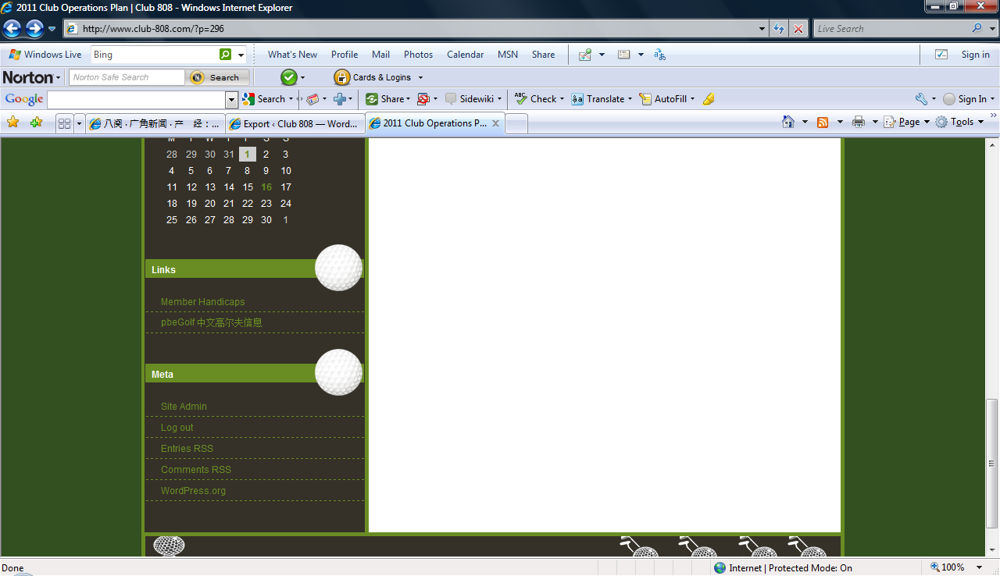 2011 Club Operations Plan | Club 808 - Windows Internet Explorer
http://www.club-808.com/?p=296
Live Search
Windows Live Bing What's New Profile Mail Photos Calendar MSN Share Sign in
Norton Norton Safe Search Search Cards & Logins
Google Search Share Sidewiki Check Translate AutoFill Sign In
八闽 · 广角新闻 · 产 经：... Export ‹ Club 808 — Word... 2011 Club Operations P... Page Tools
M T W T F S S
28 29 30 31 1 2 3
4 5 6 7 8 9 10
11 12 13 14 15 16 17
18 19 20 21 22 23 24
25 26 27 28 29 30 1
Links
Member Handicaps
pbeGolf 中文高尔夫信息
Meta
Site Admin
Log out
Entries RSS
Comments RSS
WordPress.org
Done Internet | Protected Mode: On 100%